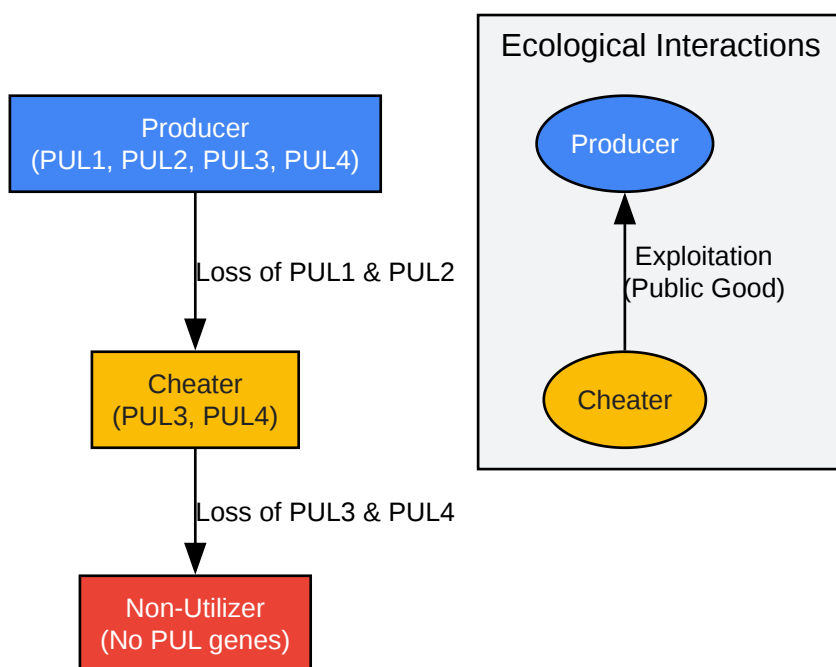 Producer
(PUL1, PUL2, PUL3, PUL4)
Loss of PUL1 & PUL2
Cheater
(PUL3, PUL4)
Loss of PUL3 & PUL4
Non-Utilizer
(No PUL genes)
Ecological Interactions
Producer
Exploitation
(Public Good)
Cheater